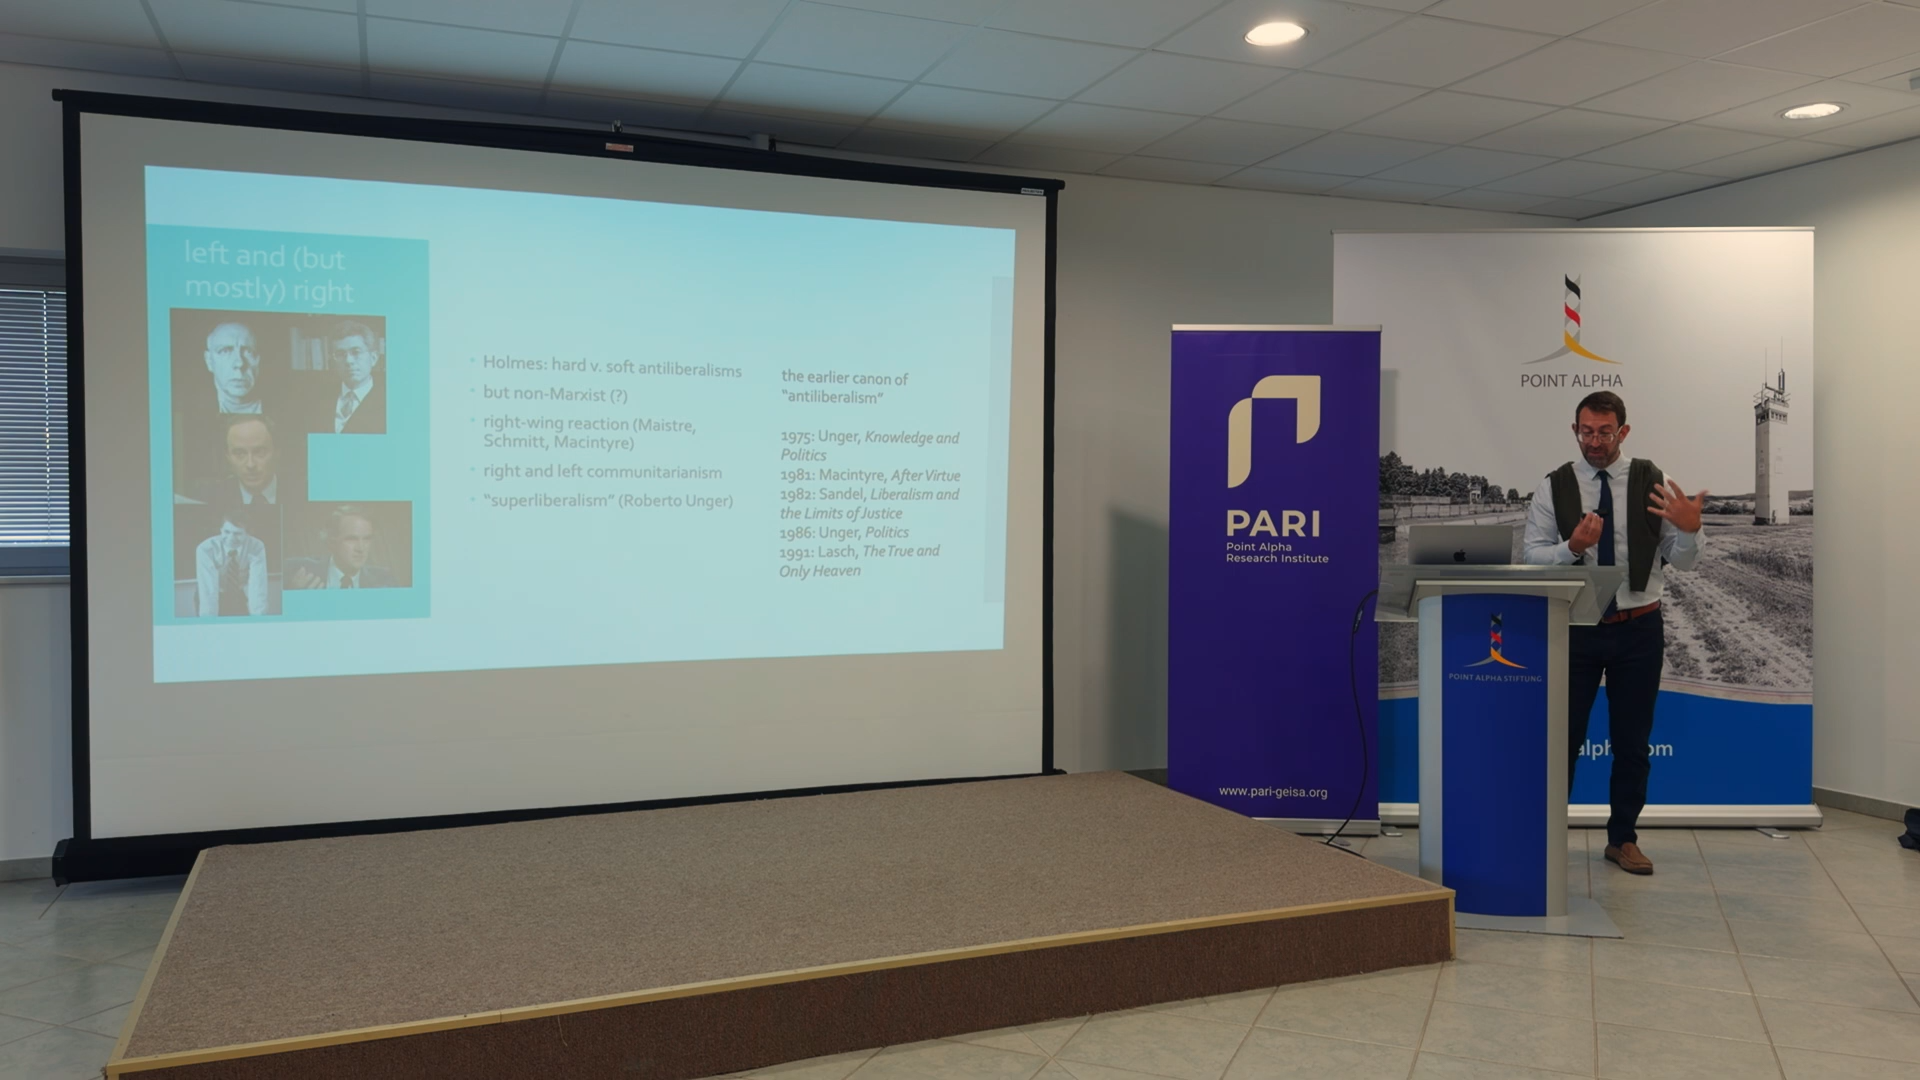 left and (but
mostly) right
Holmes: hard v. soft antiliberalisms
but non-Marxist (?)
right-wing reaction (Maistre,
Schmitt, Macintyre)
right and left communitarianism
"superliberalism" (Roberto Unger)
the earlier canon of
"antiliberalism"
1975: Unger, Knowledge and
Politics
1981: Macintyre, After Virtue
1982: Sandel, Liberalism and
the Limits of Justice
1986: Unger, Politics
1991: Lasch, The True and
Only Heaven
PARI
Point Alpha
Research Institute
www.pari-geisa.org
POINT ALPHA
POINT ALPHA STIFTUNG